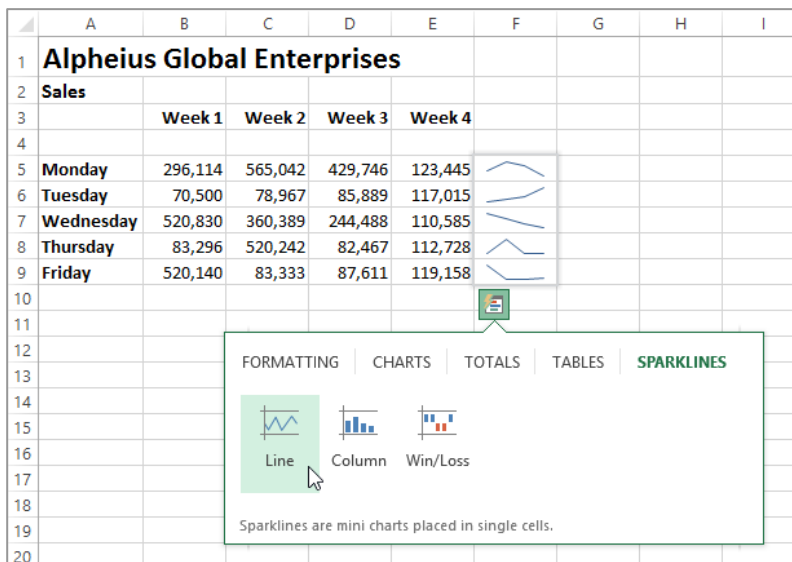 A B C D E F G H I
1 Alpheius Global Enterprises
2 Sales
3 Week 1 Week 2 Week 3 Week 4
4
5 Monday 296,114 565,042 429,746 123,445
6 Tuesday 70,500 78,967 85,889 117,015
7 Wednesday 520,830 360,389 244,488 110,585
8 Thursday 83,296 520,242 82,467 112,728
9 Friday 520,140 83,333 87,611 119,158
10
11
12
13
14
15
16
17
18
19
20
FORMATTING CHARTS TOTALS TABLES SPARKLINES
Line Column Win/Loss
Sparklines are mini charts placed in single cells.